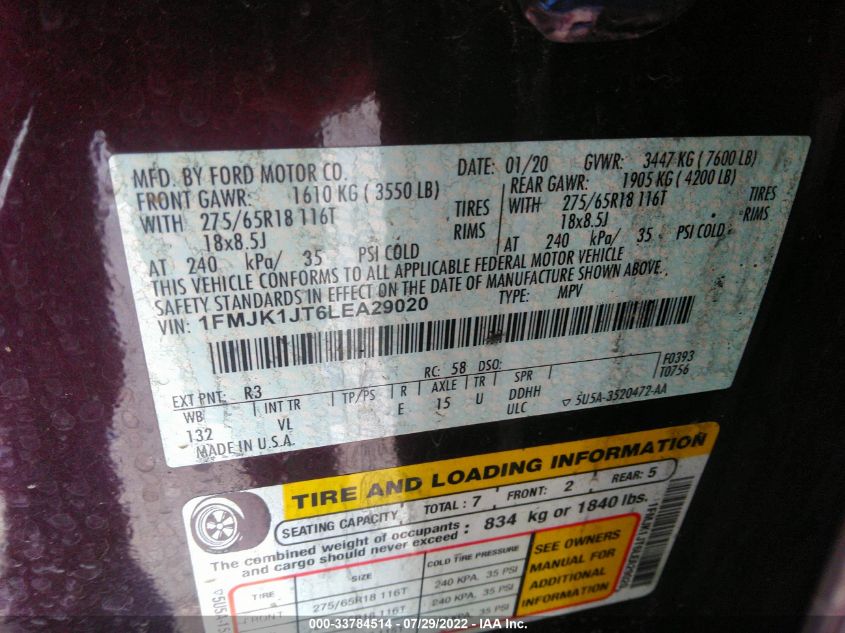 MFD. BY FORD MOTOR CO.
DATE: 01/20 GVWR: 3447 KG ( 7600 LB)
FRONT GAWR: 1610 KG ( 3550 LB)
REAR GAWR: 1905 KG ( 4200 LB)
WITH 275/65R18 116T TIRES
WITH 275/65R18 116T TIRES
18x8.5J RIMS
18x8.5J RIMS
AT 240 kPa/ 35 PSI COLD
AT 240 kPa/ 35 PSI COLD
THIS VEHICLE CONFORMS TO ALL APPLICABLE FEDERAL MOTOR VEHICLE
SAFETY STANDARDS IN EFFECT ON THE DATE OF MANUFACTURE SHOWN ABOVE.
VIN: 1FMJK1JT6LEA29020
TYPE: MPV
F0393
T0756
EXT PNT: R3 RC: 58 DSO:
WB INT TR TP/PS R AXLE TR SPR
132 VL E 15 U DDHH
ULC
5U5A-3520472-AA
MADE IN U.S.A.
TIRE AND LOADING INFORMATION
SEATING CAPACITY TOTAL : 7 FRONT: 2 REAR: 5
The combined weight of occupants and cargo should never exceed : 834 kg or 1840 lbs.
TIRE SIZE COLD TIRE PRESSURE
FRONT 275/65R18 116T 240 KPA, 35 PSI
275/65R18 116T 240 KPA, 35 PSI
SEE OWNERS
MANUAL FOR
ADDITIONAL
INFORMATION
000-33784514 - 07/29/2022 - IAA Inc.